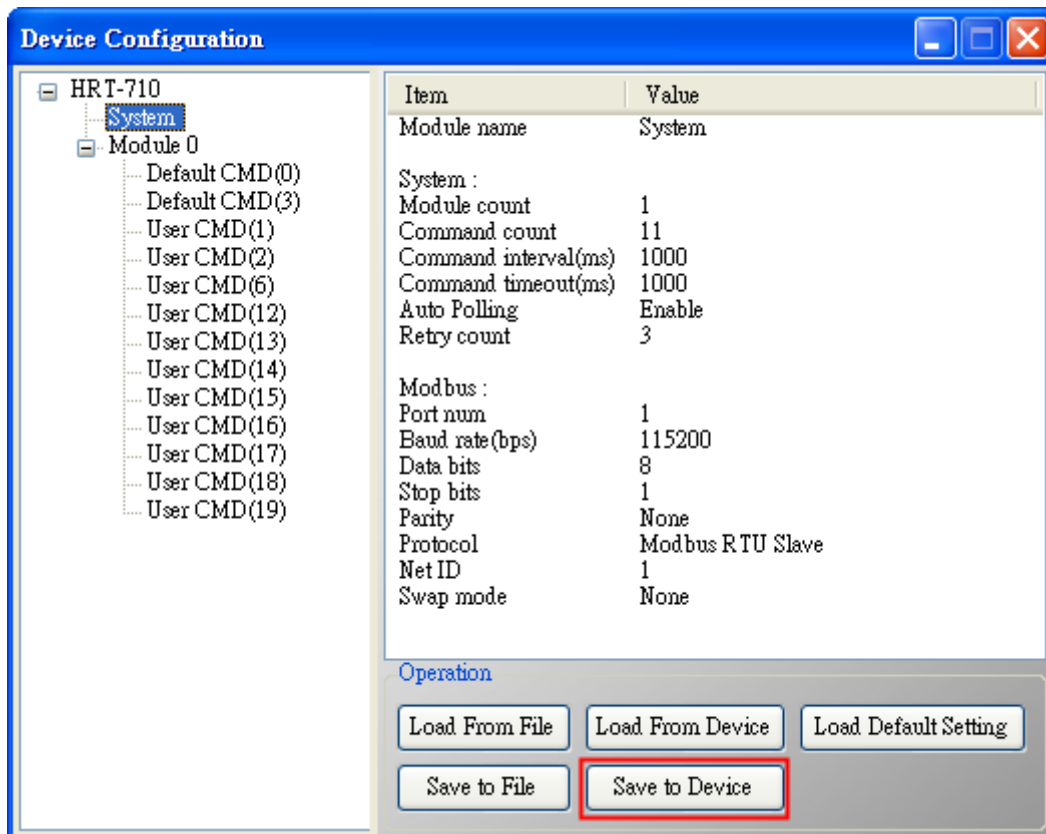 Device Configuration
HRT-710
System
Module 0
Default CMD(0)
Default CMD(3)
User CMD(1)
User CMD(2)
User CMD(6)
User CMD(12)
User CMD(13)
User CMD(14)
User CMD(15)
User CMD(16)
User CMD(17)
User CMD(18)
User CMD(19)
Item Value
Module name System
System :
Module count 1
Command count 11
Command interval(ms) 1000
Command timeout(ms) 1000
Auto Polling Enable
Retry count 3
Modbus :
Port num 1
Baud rate(bps) 115200
Data bits 8
Stop bits 1
Parity None
Protocol Modbus RTU Slave
Net ID 1
Swap mode None
Operation
Load From File Load From Device Load Default Setting
Save to File Save to Device